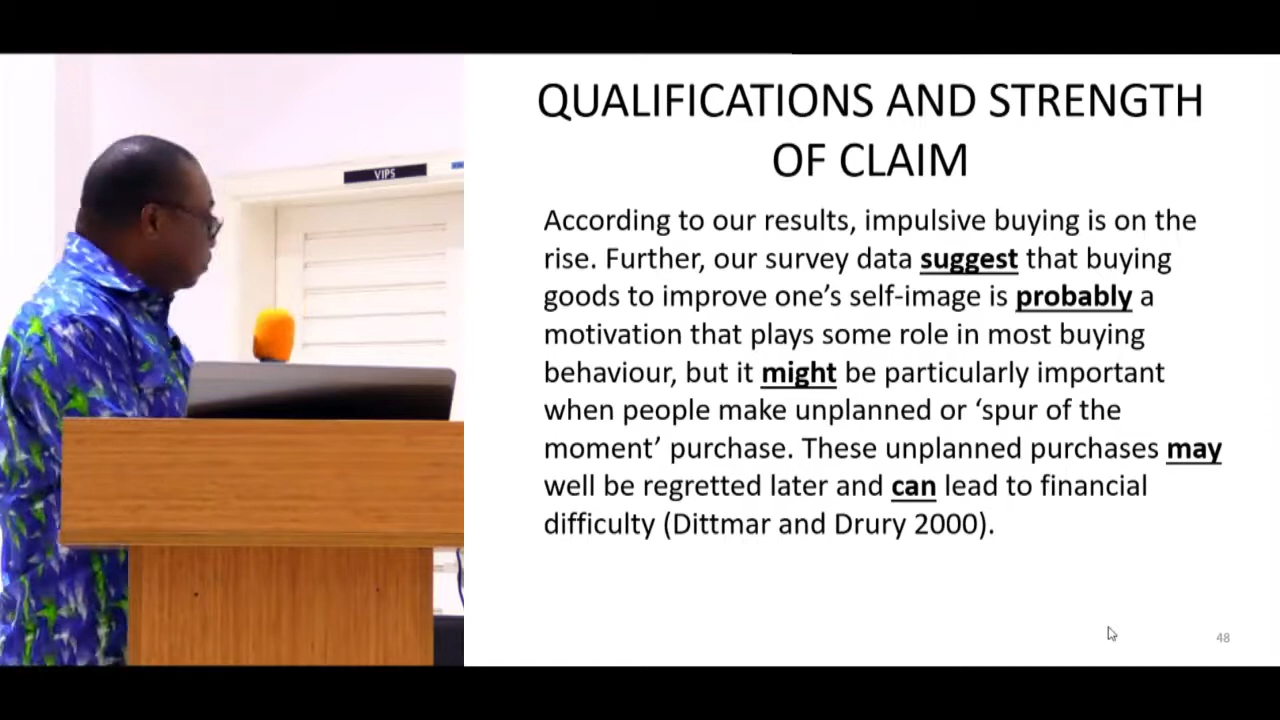 VIPS
QUALIFICATIONS AND STRENGTH
OF CLAIM
According to our results, impulsive buying is on the
rise. Further, our survey data suggest that buying
goods to improve one’s self-image is probably a
motivation that plays some role in most buying
behaviour, but it might be particularly important
when people make unplanned or ‘spur of the
moment’ purchase. These unplanned purchases may
well be regretted later and can lead to financial
difficulty (Dittmar and Drury 2000).
48